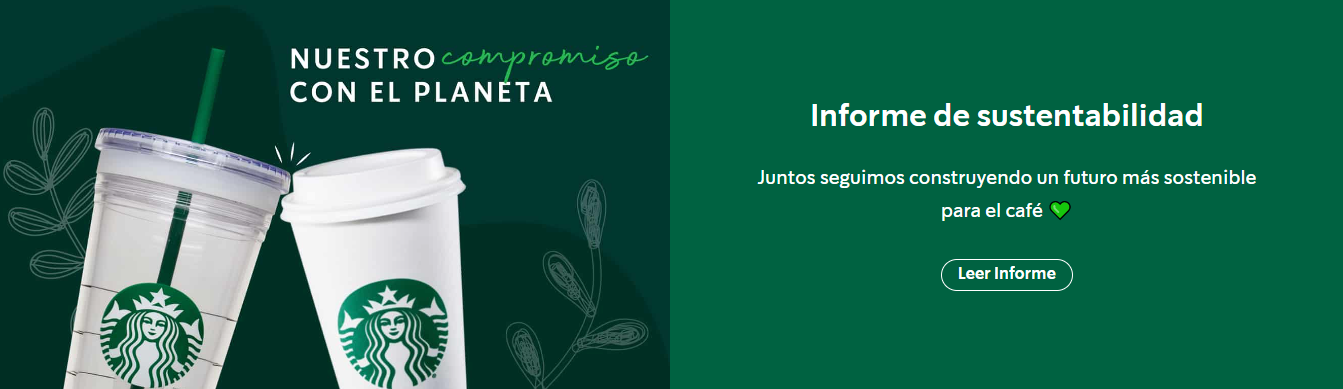 NUESTRO compromiso
CON EL PLANETA
Informe de sustentabilidad
Juntos seguimos construyendo un futuro más sostenible
para el café 💚
Leer Informe